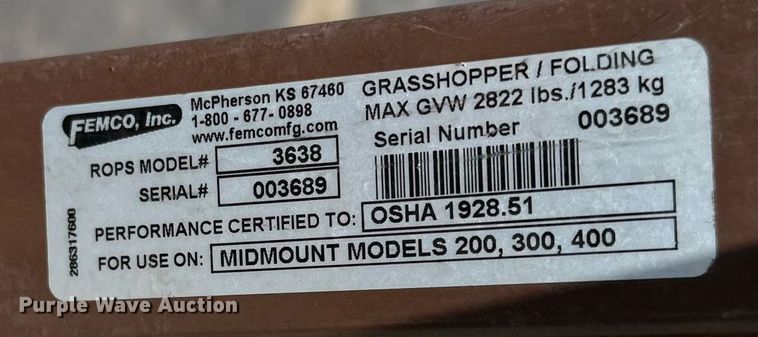 FEMCO, Inc.
McPherson KS 67460
1-800-677-0898
www.femcomfg.com
GRASSHOPPER / FOLDING
MAX GVW 2822 lbs./1283 kg
Serial Number 003689
ROPS MODEL# 3638
SERIAL# 003689
PERFORMANCE CERTIFIED TO: OSHA 1928.51
FOR USE ON: MIDMOUNT MODELS 200, 300, 400
286317600
Purple Wave Auction